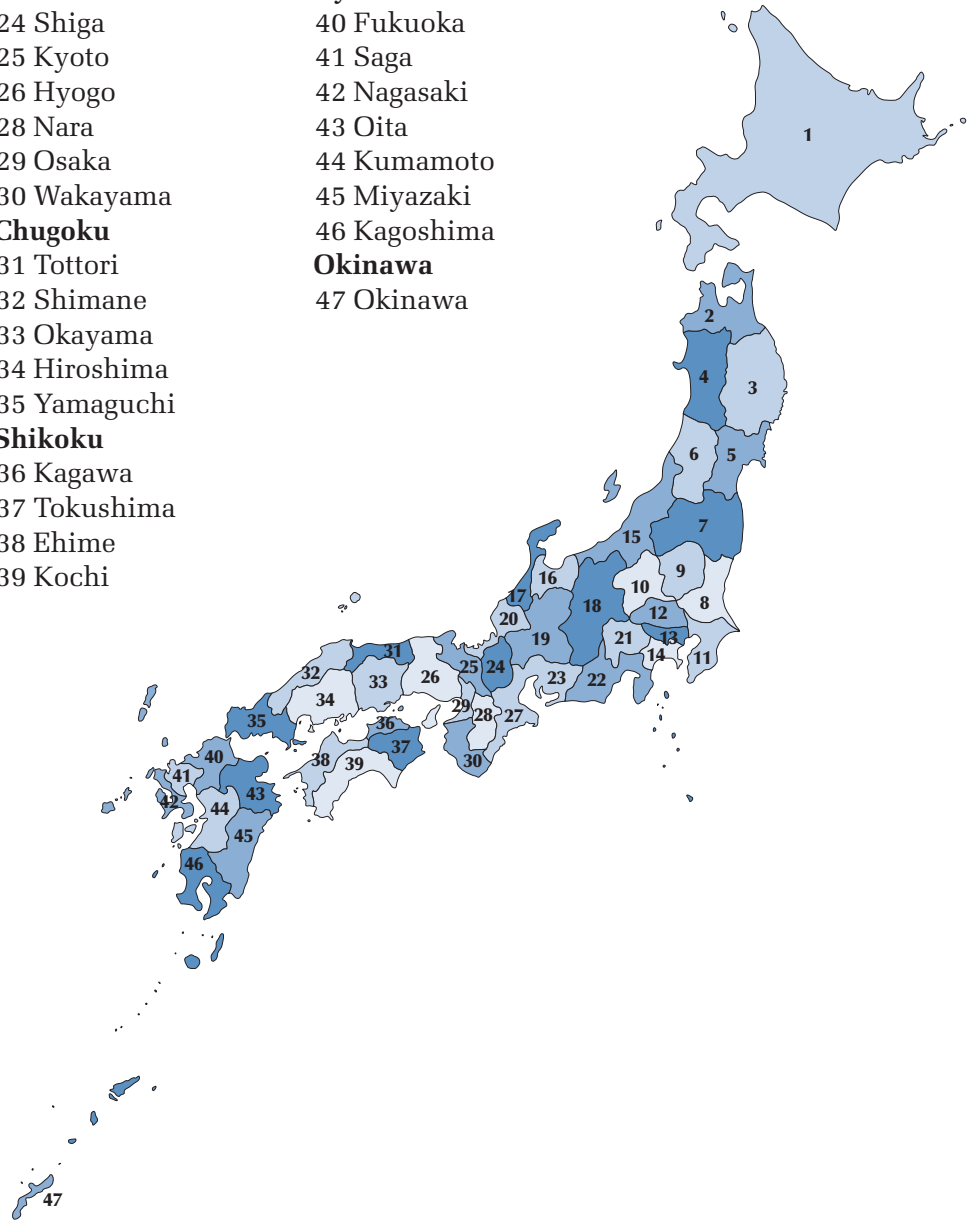 24 Shiga
25 Kyoto
26 Hyogo
28 Nara
29 Osaka
30 Wakayama
Chugoku
31 Tottori
32 Shimane
33 Okayama
34 Hiroshima
35 Yamaguchi
Shikoku
36 Kagawa
37 Tokushima
38 Ehime
39 Kochi
40 Fukuoka
41 Saga
42 Nagasaki
43 Oita
44 Kumamoto
45 Miyazaki
46 Kagoshima
Okinawa
47 Okinawa
1
2
4
3
6
5
7
15
9
16
10
17
18
8
12
20
19
21
13
14
11
31
32
25
24
26
33
23
22
34
29
28
27
35
36
37
40
38
39
30
41
42
43
44
45
46
47